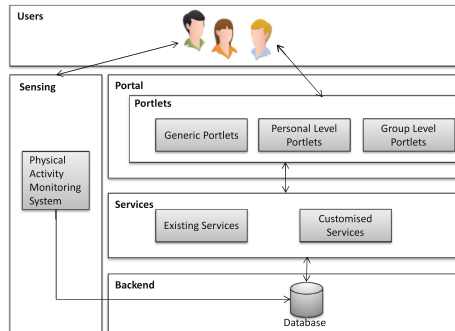 Users
Sensing
Physical
Activity
Monitoring
System
Portal
Portlets
Generic Portlets
Personal Level
Portlets
Group Level
Portlets
Services
Existing Services
Customised
Services
Backend
Database